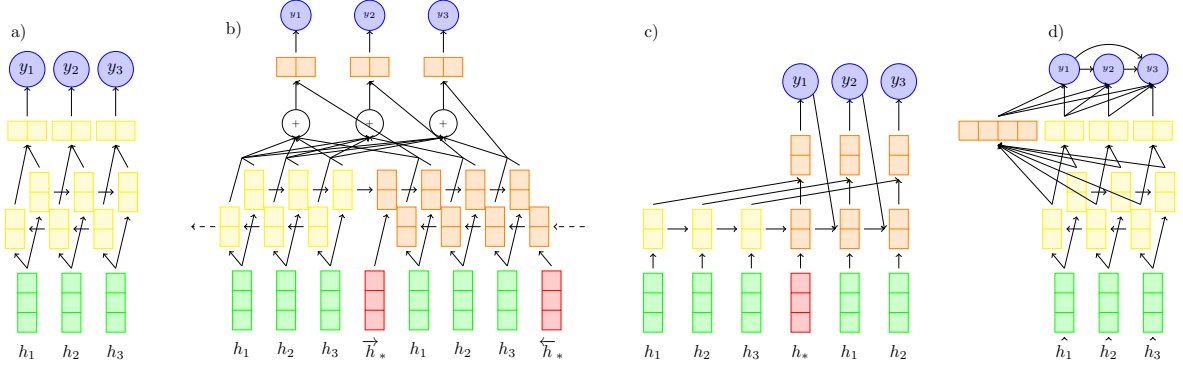 a)
y₁ y₂ y₃
h₁ h₂ h₃
b)
y₁ y₂ y₃
+ + +
h₁ h₂ h₃ →h∗ h₁ h₂ h₃ ←h∗
c)
y₁ y₂ y₃
h₁ h₂ h₃ h∗ h₁ h₂
d)
y₁ y₂ y₃
ĥ₁ ĥ₂ ĥ₃